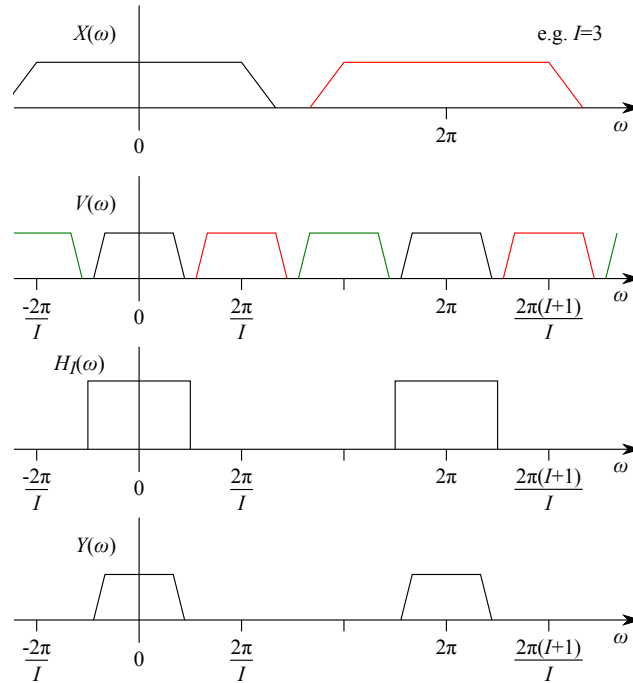 X(ω) e.g. I=3
0 2π ω
V(ω)
-2π/I 0 2π/I 2π 2π(I+1)/I ω
H_I(ω)
-2π/I 0 2π/I 2π 2π(I+1)/I ω
Y(ω)
-2π/I 0 2π/I 2π 2π(I+1)/I ω